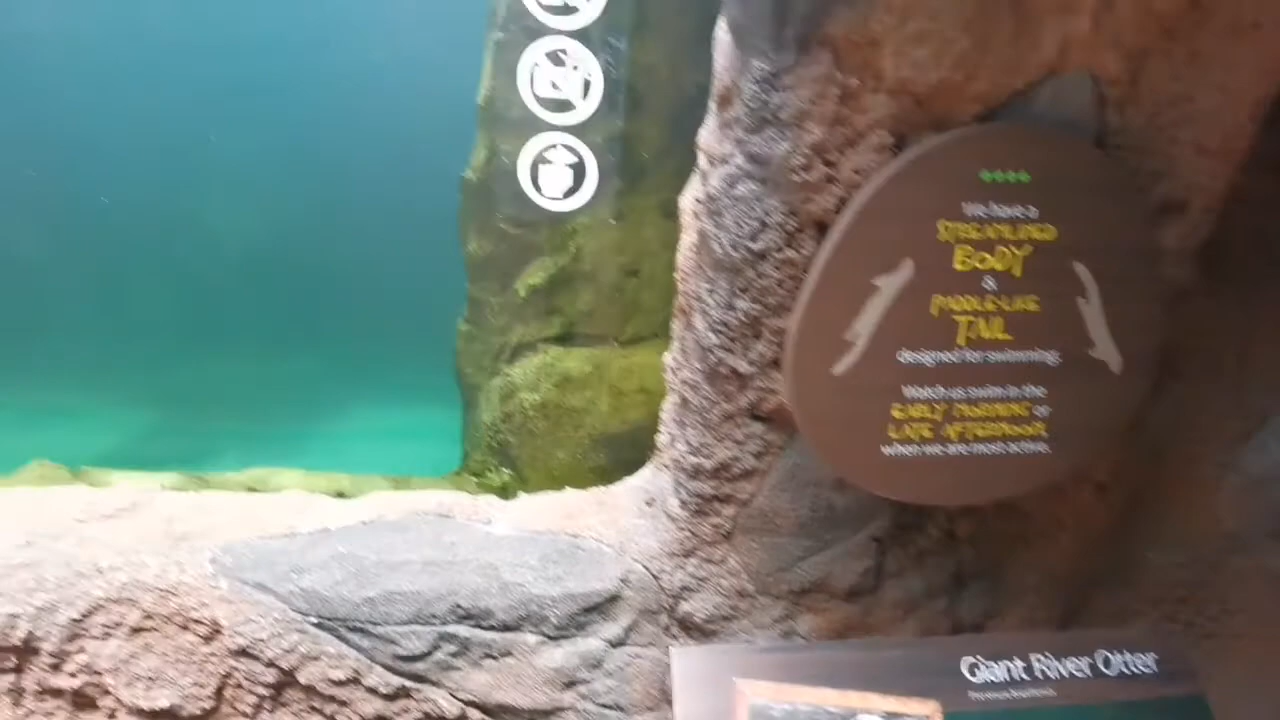 We have a
STREAMLINED
BODY
&
PADDLE-LIKE
TAIL
designed for swimming.
Watch us swim in the
EARLY MORNING or
LATE AFTERNOON
when we are most active.
Giant River Otter